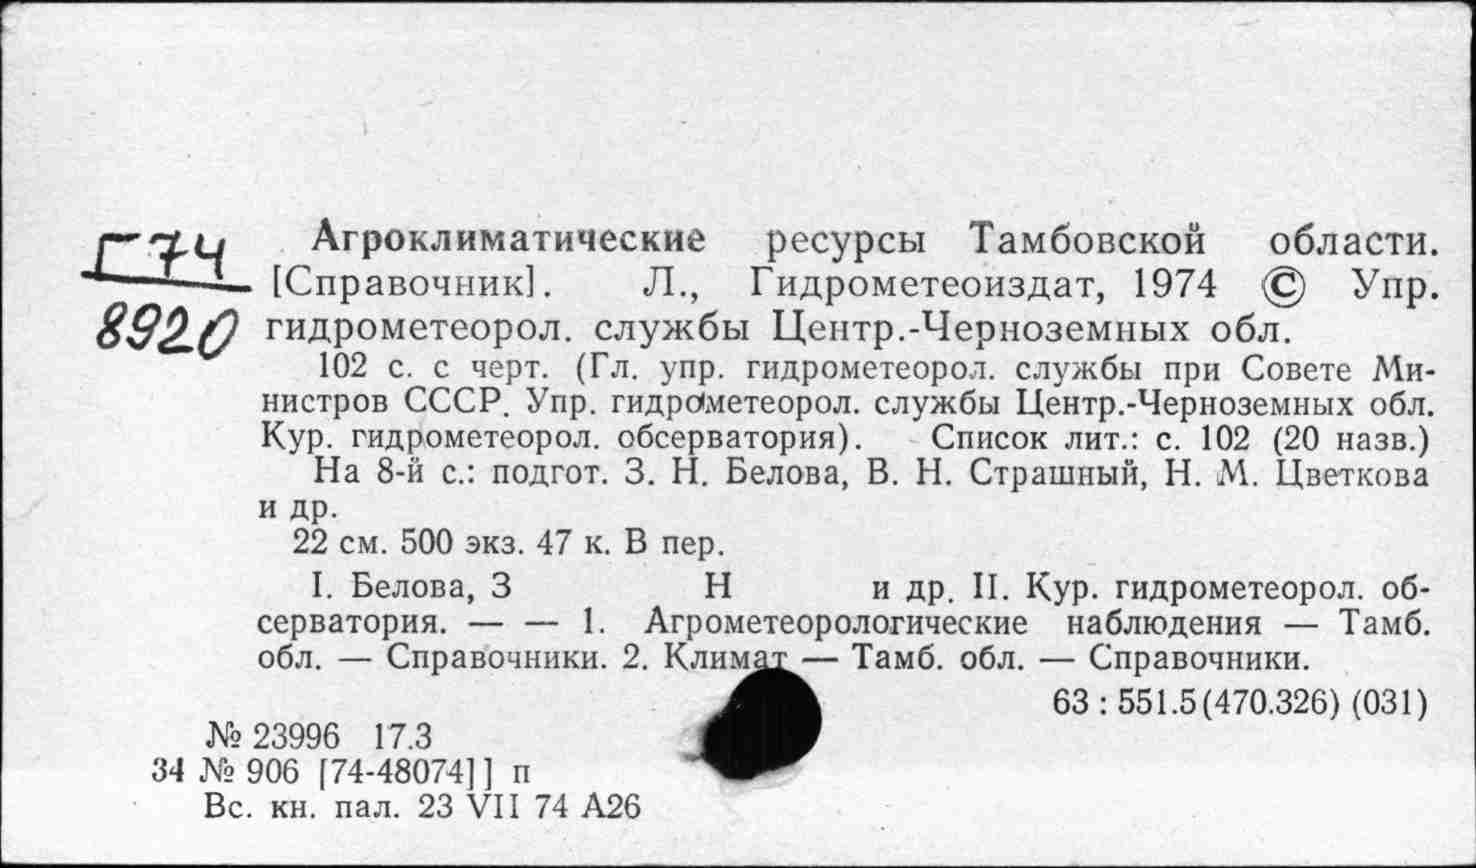 Г74
8920
Агроклиматические ресурсы Тамбовской области.
[Справочник]. Л., Гидрометеоиздат, 1974 © Упр.
гидрометеорол. службы Центр.-Черноземных обл.
102 с. с черт. (Гл. упр. гидрометеорол. службы при Совете Ми-
нистров СССР. Упр. гидрометеорол. службы Центр.-Черноземных обл.
Кур. гидрометеорол. обсерватория). Список лит.: с. 102 (20 назв.)
На 8-й с.: подгот. З. Н. Белова, В. Н. Страшный, Н. М. Цветкова
и др.
22 см. 500 экз. 47 к. В пер.
I. Белова, З Н и др. II. Кур. гидрометеорол. об-
серватория. — — 1. Агрометеорологические наблюдения — Тамб.
обл. — Справочники. 2. Климат — Тамб. обл. — Справочники.
63 : 551.5(470.326) (031)
№ 23996 17.3
34 № 906 [74-48074]] п
Вс. кн. пал. 23 VII 74 А26